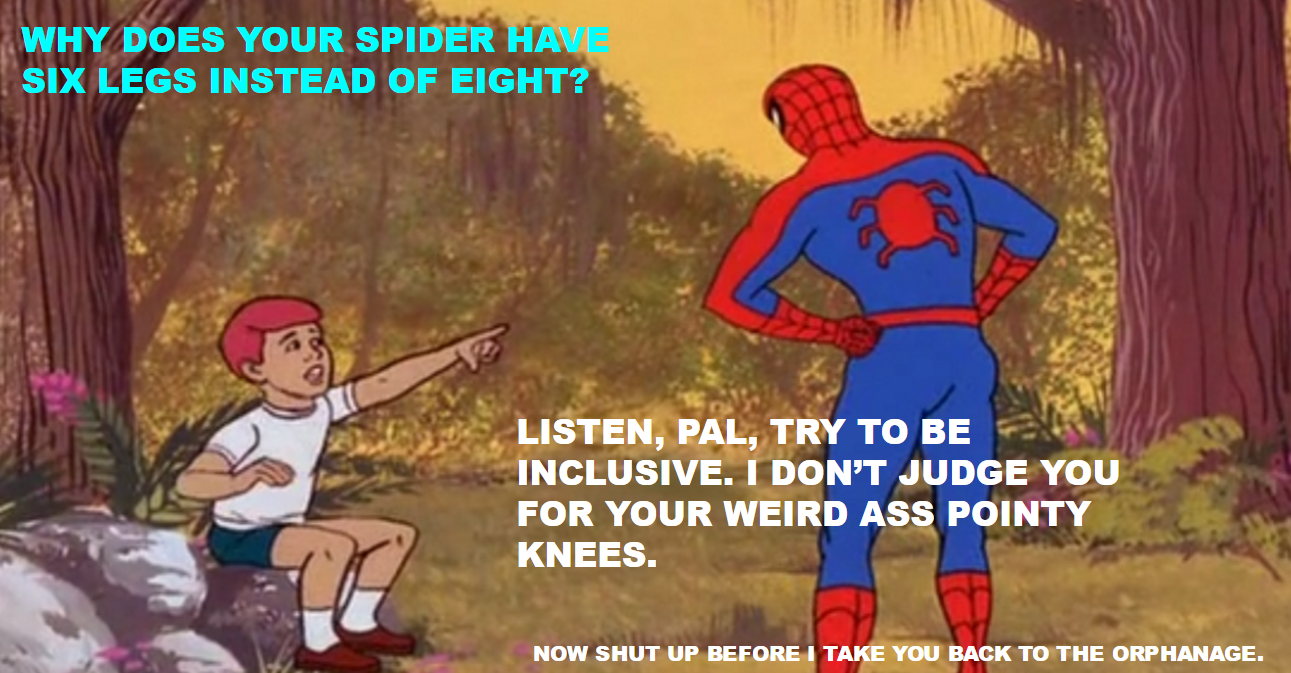 WHY DOES YOUR SPIDER HAVE
SIX LEGS INSTEAD OF EIGHT?
LISTEN, PAL, TRY TO BE
INCLUSIVE. I DON’T JUDGE YOU
FOR YOUR WEIRD ASS POINTY
KNEES.
NOW SHUT UP BEFORE I TAKE YOU BACK TO THE ORPHANAGE.